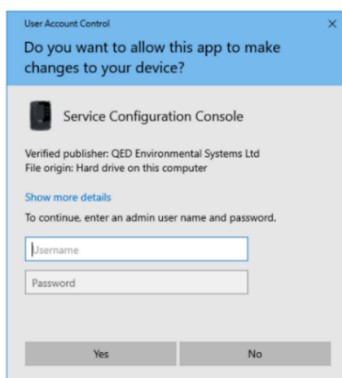 User Account Control
Do you want to allow this app to make
changes to your device?
Service Configuration Console
Verified publisher: QED Environmental Systems Ltd
File origin: Hard drive on this computer
Show more details
To continue, enter an admin user name and password.
Username
Password
Yes No